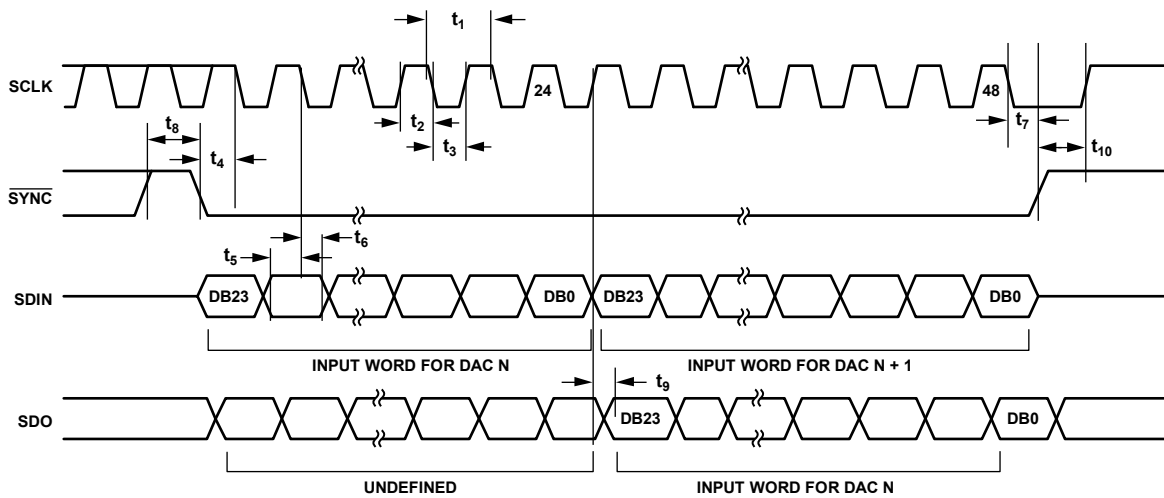 t1
SCLK
24
48
t2
t3
t7
t10
t8
t4
SYNC
t5
t6
SDIN
DB23
DB0
DB23
DB0
INPUT WORD FOR DAC N
INPUT WORD FOR DAC N + 1
t9
SDO
DB23
DB0
UNDEFINED
INPUT WORD FOR DAC N